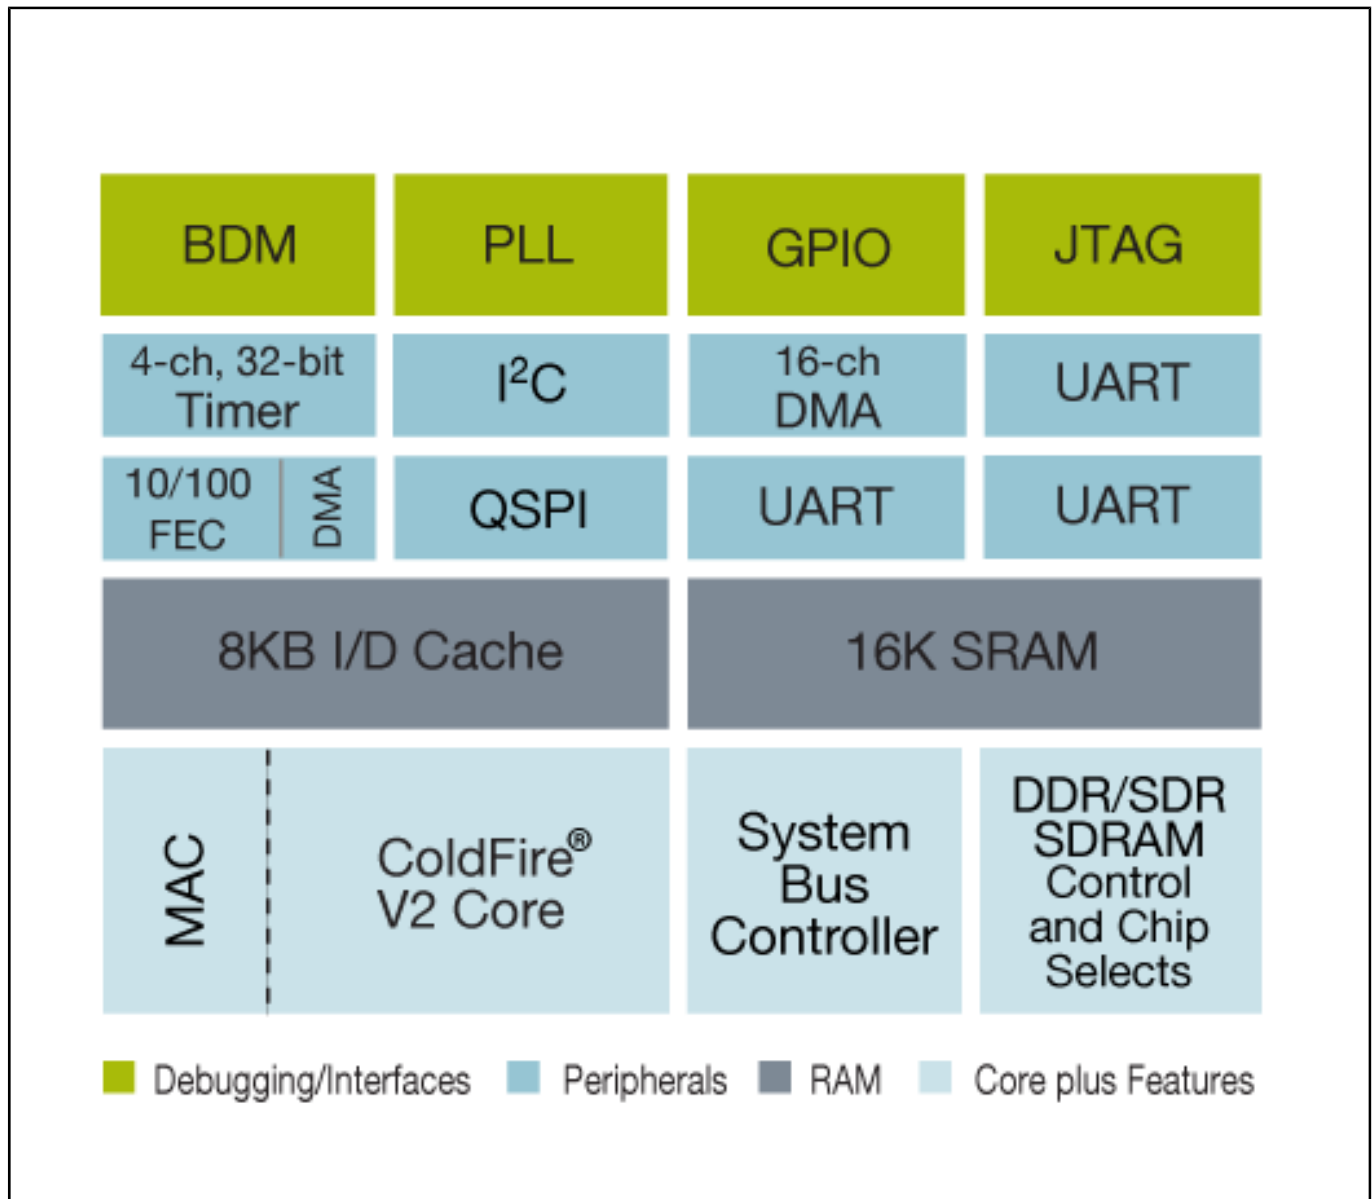 BDM
PLL
GPIO
JTAG
4-ch, 32-bit
Timer
I²C
16-ch
DMA
UART
10/100
FEC
DMA
QSPI
UART
UART
8KB I/D Cache
16K SRAM
MAC
ColdFire®
V2 Core
System
Bus
Controller
DDR/SDR
SDRAM
Control
and Chip
Selects
Debugging/Interfaces
Peripherals
RAM
Core plus Features